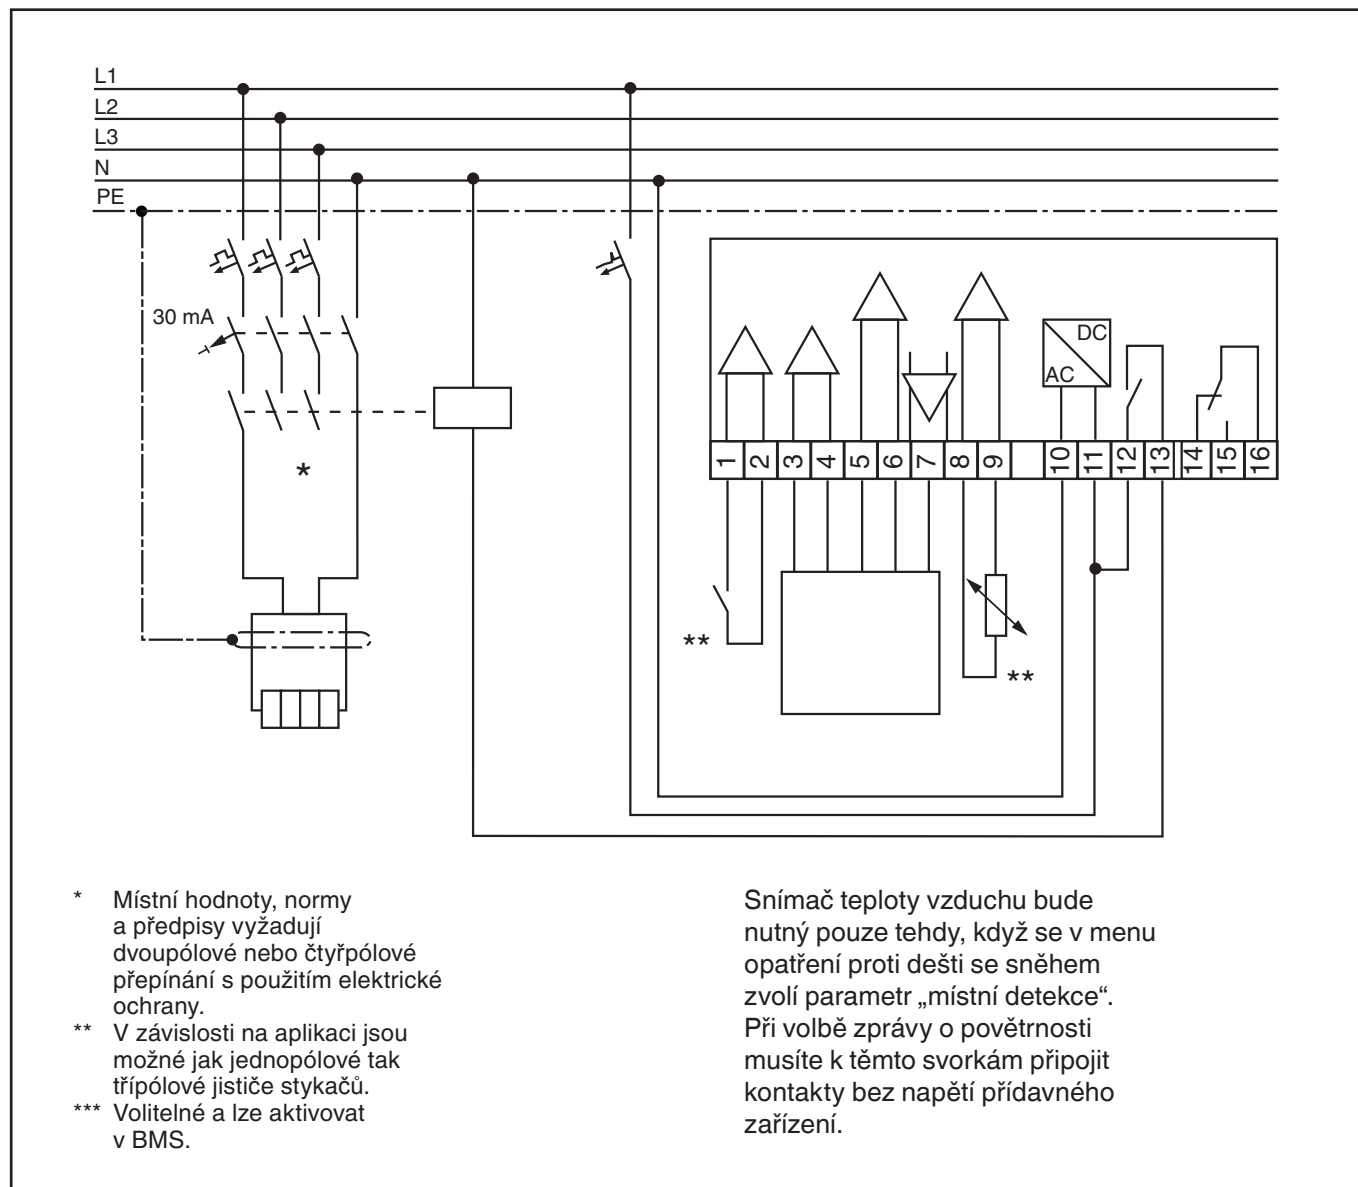 L1
L2
L3
N
PE
30 mA
DC
AC
1 2 3 4 5 6 7 8 9 10 11 12 13 14 15 16
*
**
**
* Místní hodnoty, normy
a předpisy vyžadují
dvoupólové nebo čtyřpólové
přepínání s použitím elektrické
ochrany.
** V závislosti na aplikaci jsou
možné jak jednopólové tak
třípólové jističe stykačů.
*** Volitelné a lze aktivovat
v BMS.
Snímač teploty vzduchu bude
nutný pouze tehdy, když se v menu
opatření proti dešti se sněhem
zvolí parametr „místní detekce“.
Při volbě zprávy o povětrnosti
musíte k těmto svorkám připojit
kontakty bez napětí přídavného
zařízení.